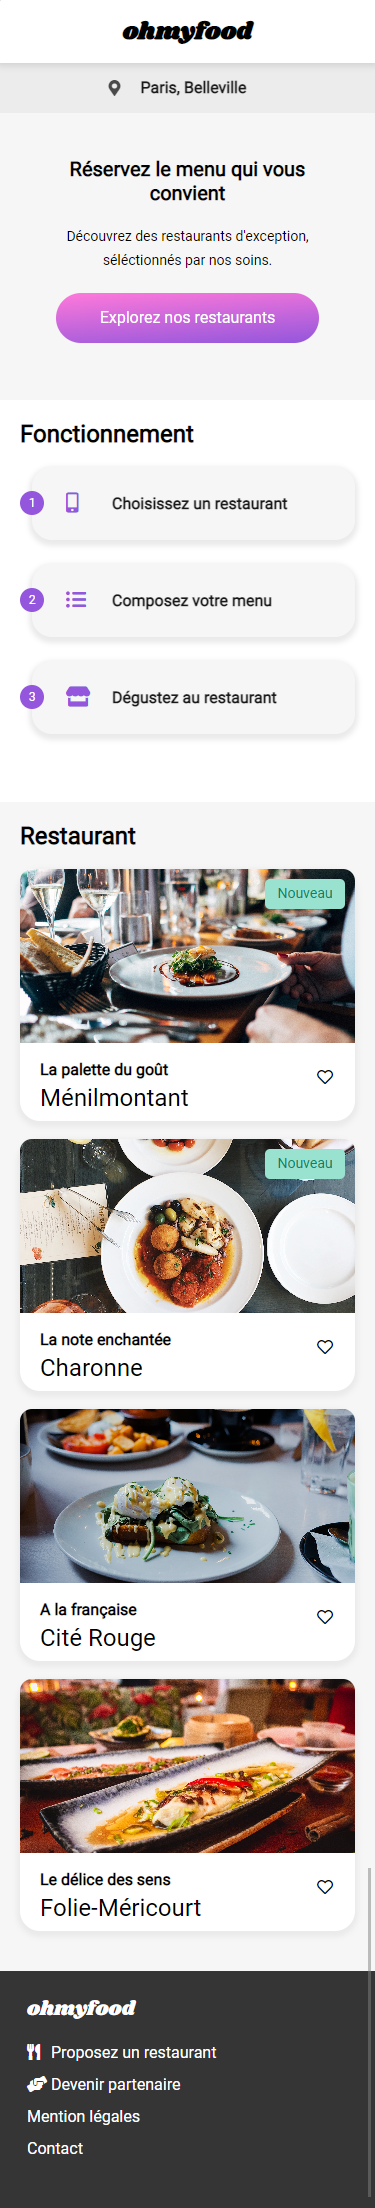 ohmyfood
Paris, Belleville
Réservez le menu qui vous
convient
Découvrez des restaurants d'exception,
séléctionnés par nos soins.
Explorez nos restaurants
Fonctionnement
1 Choisissez un restaurant
2 Composez votre menu
3 Dégustez au restaurant
Restaurant
Nouveau
La palette du goût
Ménilmontant
Nouveau
La note enchantée
Charonne
A la française
Cité Rouge
Le délice des sens
Folie-Méricourt
ohmyfood
Proposez un restaurant
Devenir partenaire
Mention légales
Contact